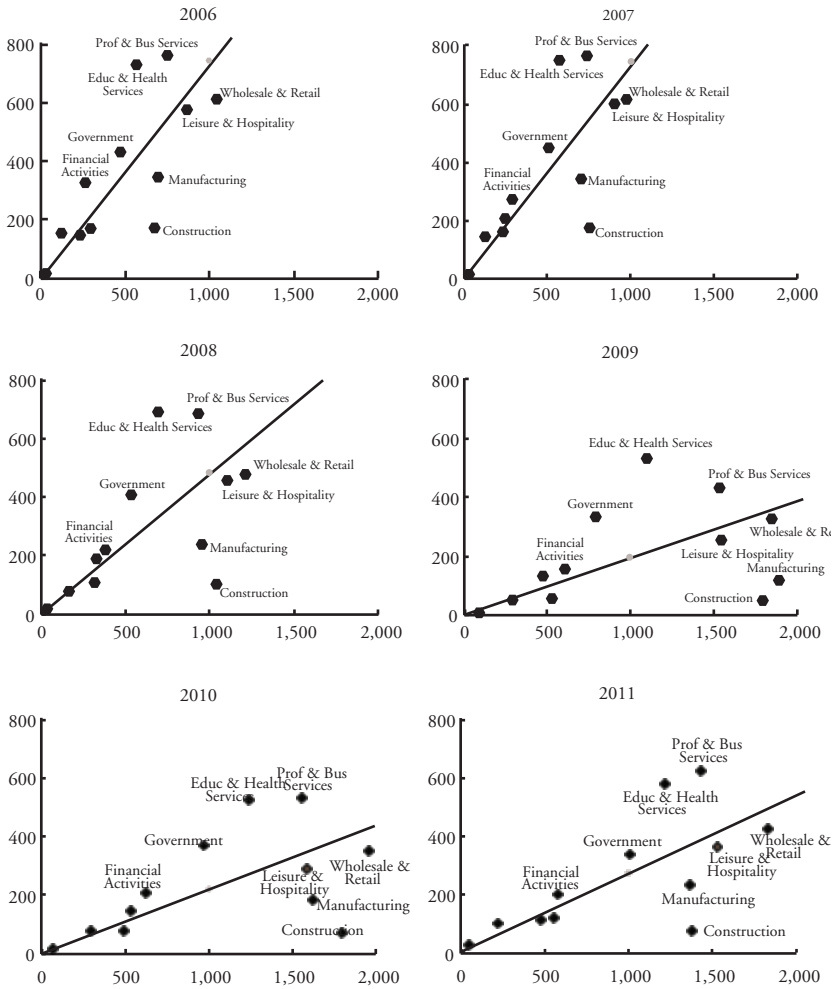 2006
800
600
400
200
0
0
500
1,000
1,500
2,000
Prof & Bus Services
Educ & Health
Services
Wholesale & Retail
Leisure & Hospitality
Government
Financial
Activities
Manufacturing
Construction
2007
800
600
400
200
0
0
500
1,000
1,500
2,000
Prof & Bus Services
Educ & Health Services
Wholesale & Retail
Leisure & Hospitality
Government
Financial
Activities
Manufacturing
Construction
2008
800
600
400
200
0
0
500
1,000
1,500
2,000
Prof & Bus Services
Educ & Health Services
Wholesale & Retail
Government
Leisure & Hospitality
Financial
Activities
Manufacturing
Construction
2009
800
600
400
200
0
0
500
1,000
1,500
2,000
Educ & Health Services
Prof & Bus Services
Government
Wholesale & Re
Financial
Activities
Leisure & Hospitality
Manufacturing
Construction
2010
800
600
400
200
0
0
500
1,000
1,500
2,000
Prof & Bus
Services
Educ & Health
Services
Government
Financial
Activities
Wholesale &
Retail
Leisure &
Hospitality
Manufacturing
Construction
2011
800
600
400
200
0
0
500
1,000
1,500
2,000
Prof & Bus
Services
Educ & Health
Services
Government
Wholesale &
Retail
Leisure &
Hospitality
Financial
Activities
Manufacturing
Construction